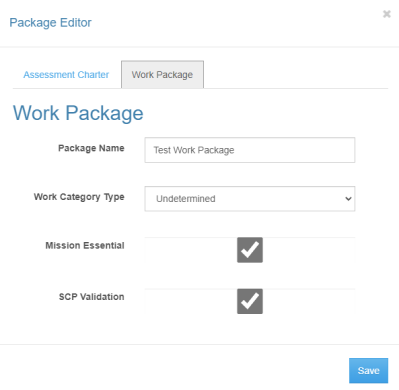 Package Editor
×
Assessment Charter
Work Package
Work Package
Package Name
Test Work Package
Work Category Type
Undetermined
Mission Essential
SCP Validation
Save